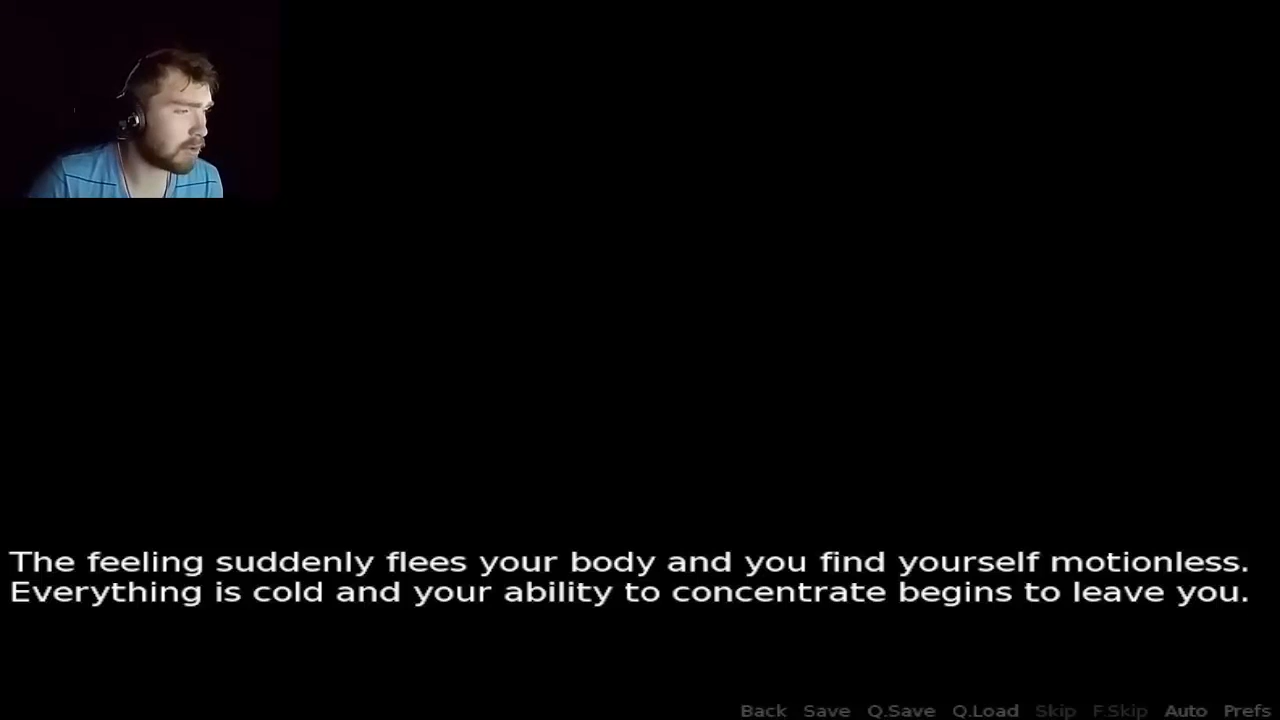 The feeling suddenly flees your body and you find yourself motionless.
Everything is cold and your ability to concentrate begins to leave you.
Back Save Q.Save Q.Load Skip F.Skip Auto Prefs